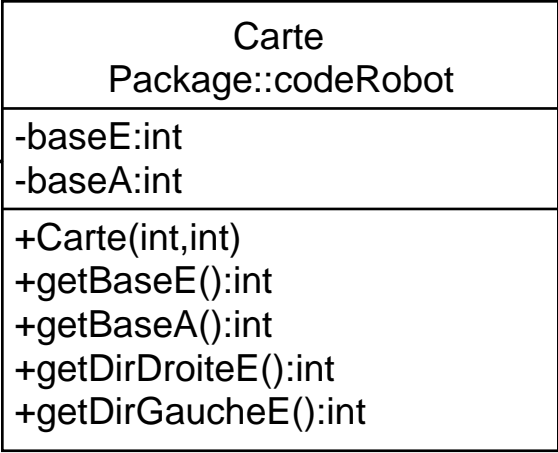 Carte
Package::codeRobot
-baseE:int
-baseA:int
+Carte(int,int)
+getBaseE():int
+getBaseA():int
+getDirDroiteE():int
+getDirGaucheE():int